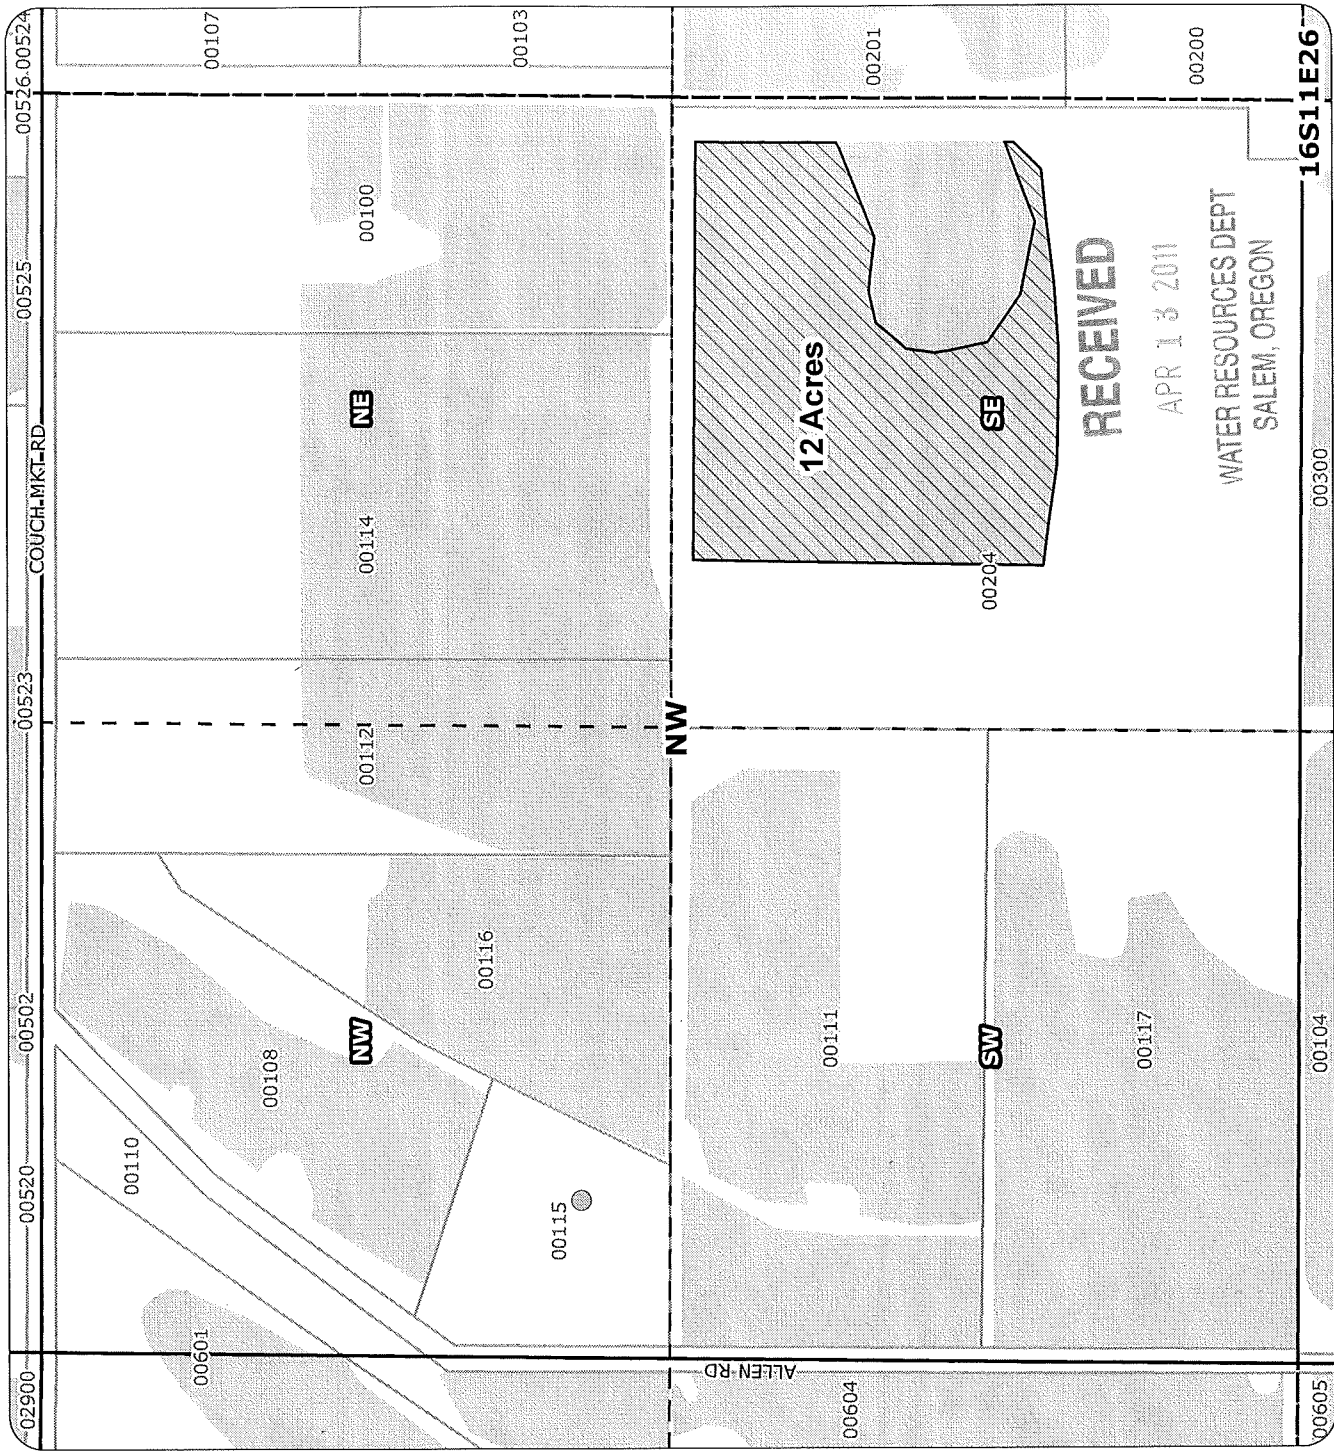 02900
00520
00502
00523
00525
00526
00524
COUCH MKT RD
00601
00110
00108
NW
00116
00115
00112
00114
NE
00100
00107
00103
NW
ALLEN RD
00604
00111
SW
00117
00204
12 Acres
SE
00201
00200
RECEIVED
APR 13 2011
WATER RESOURCES DEPT
SALEM, OREGON
16S11E26
00605
00104
00300